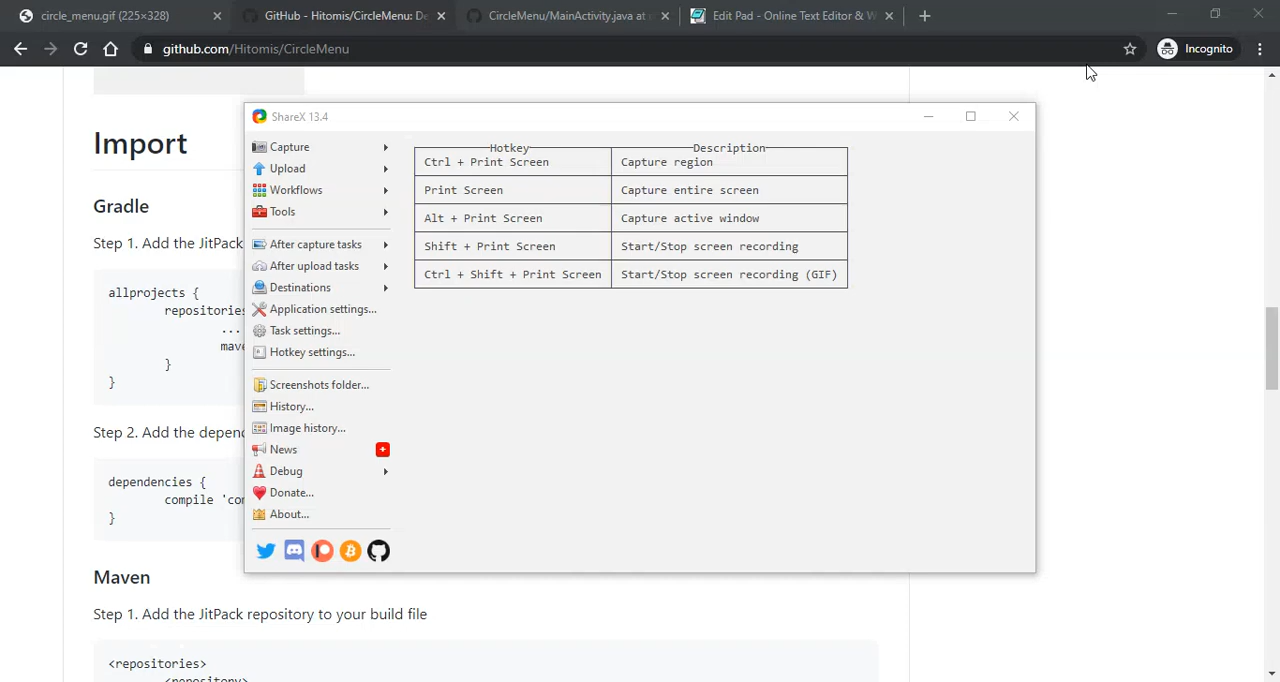 circle_menu.gif (225×328)
GitHub - Hitomis/CircleMenu: De
CircleMenu/MainActivity.java at
Edit Pad - Online Text Editor & W
github.com/Hitomis/CircleMenu
Incognito
Import
Gradle
Step 1. Add the JitPack
allprojects {
repositories
...
mave
}
}
Step 2. Add the depend
dependencies {
compile 'com
}
Maven
Step 1. Add the JitPack repository to your build file
<repositories>
<repository>
ShareX 13.4
Capture
Upload
Workflows
Tools
After capture tasks
After upload tasks
Destinations
Application settings...
Task settings...
Hotkey settings...
Screenshots folder...
History...
Image history...
News
Debug
Donate...
About...
Hotkey Description
Ctrl + Print Screen Capture region
Print Screen Capture entire screen
Alt + Print Screen Capture active window
Shift + Print Screen Start/Stop screen recording
Ctrl + Shift + Print Screen Start/Stop screen recording (GIF)